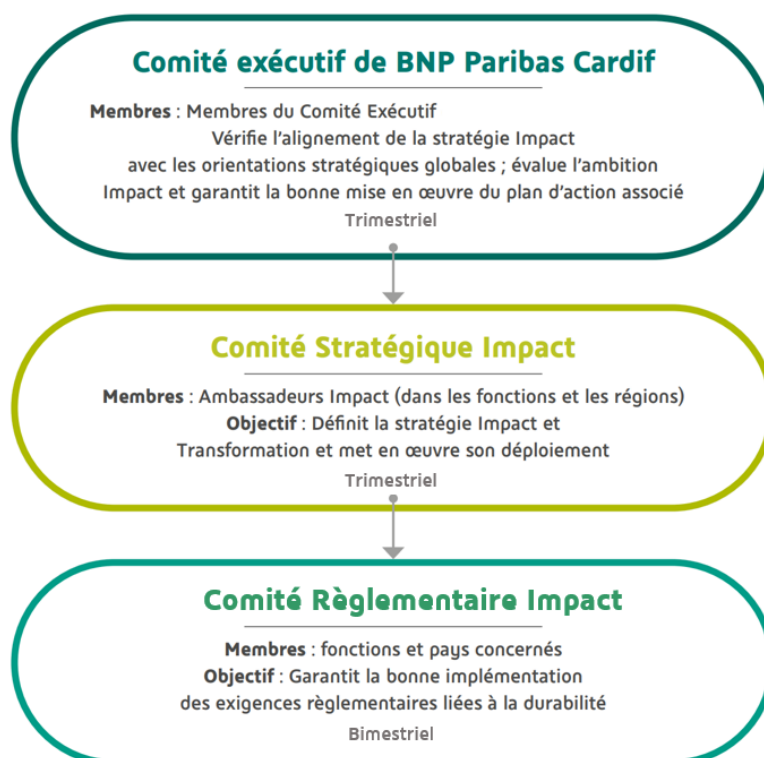 Comité exécutif de BNP Paribas Cardif
Membres : Membres du Comité Exécutif
Vérifie l'alignement de la stratégie Impact
avec les orientations stratégiques globales ; évalue l'ambition
Impact et garantit la bonne mise en œuvre du plan d'action associé
Trimestriel
Comité Stratégique Impact
Membres : Ambassadeurs Impact (dans les fonctions et les régions)
Objectif : Définit la stratégie Impact et
Transformation et met en œuvre son déploiement
Trimestriel
Comité Règlementaire Impact
Membres : fonctions et pays concernés
Objectif : Garantit la bonne implémentation
des exigences règlementaires liées à la durabilité
Bimestriel